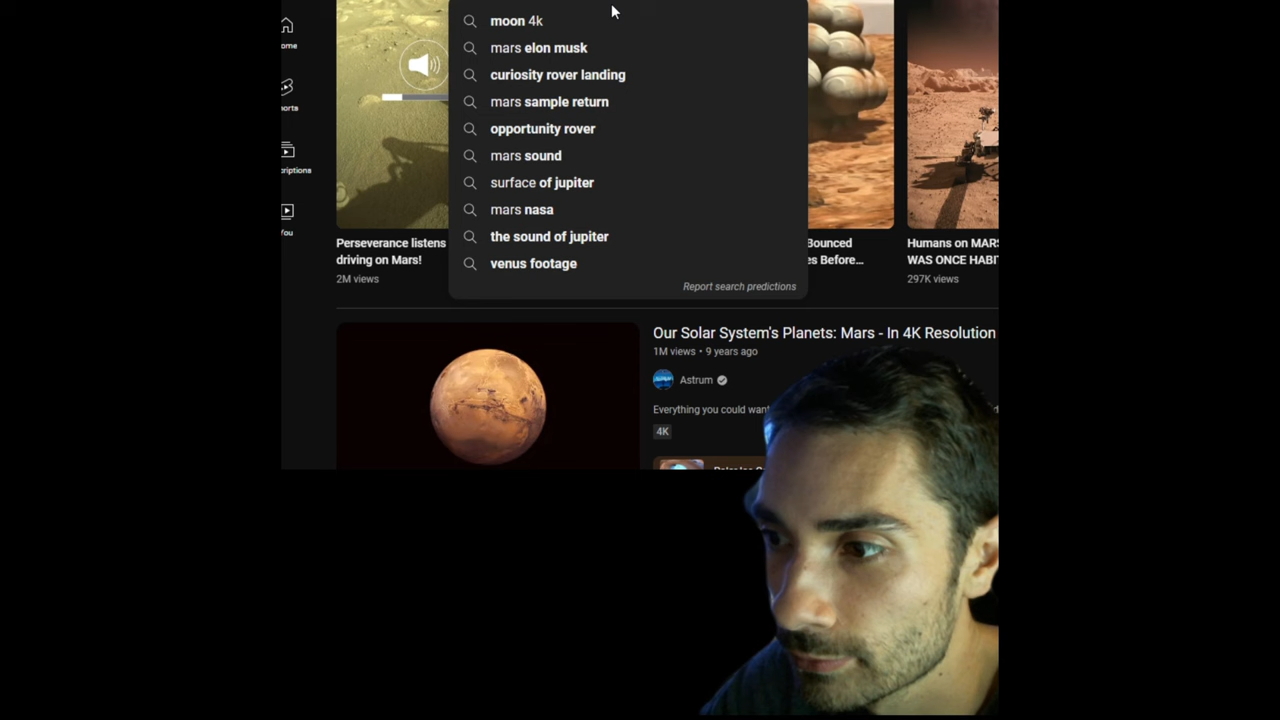 moon 4k
mars elon musk
curiosity rover landing
mars sample return
opportunity rover
mars sound
surface of jupiter
mars nasa
the sound of jupiter
venus footage
Report search predictions
ome
orts
criptions
You
Perseverance listens
driving on Mars!
2M views
Bounced
es Before...
Humans on MARS
WAS ONCE HABI
297K views
Our Solar System's Planets: Mars - In 4K Resolution
1M views • 9 years ago
Astrum
Everything you could want
4K